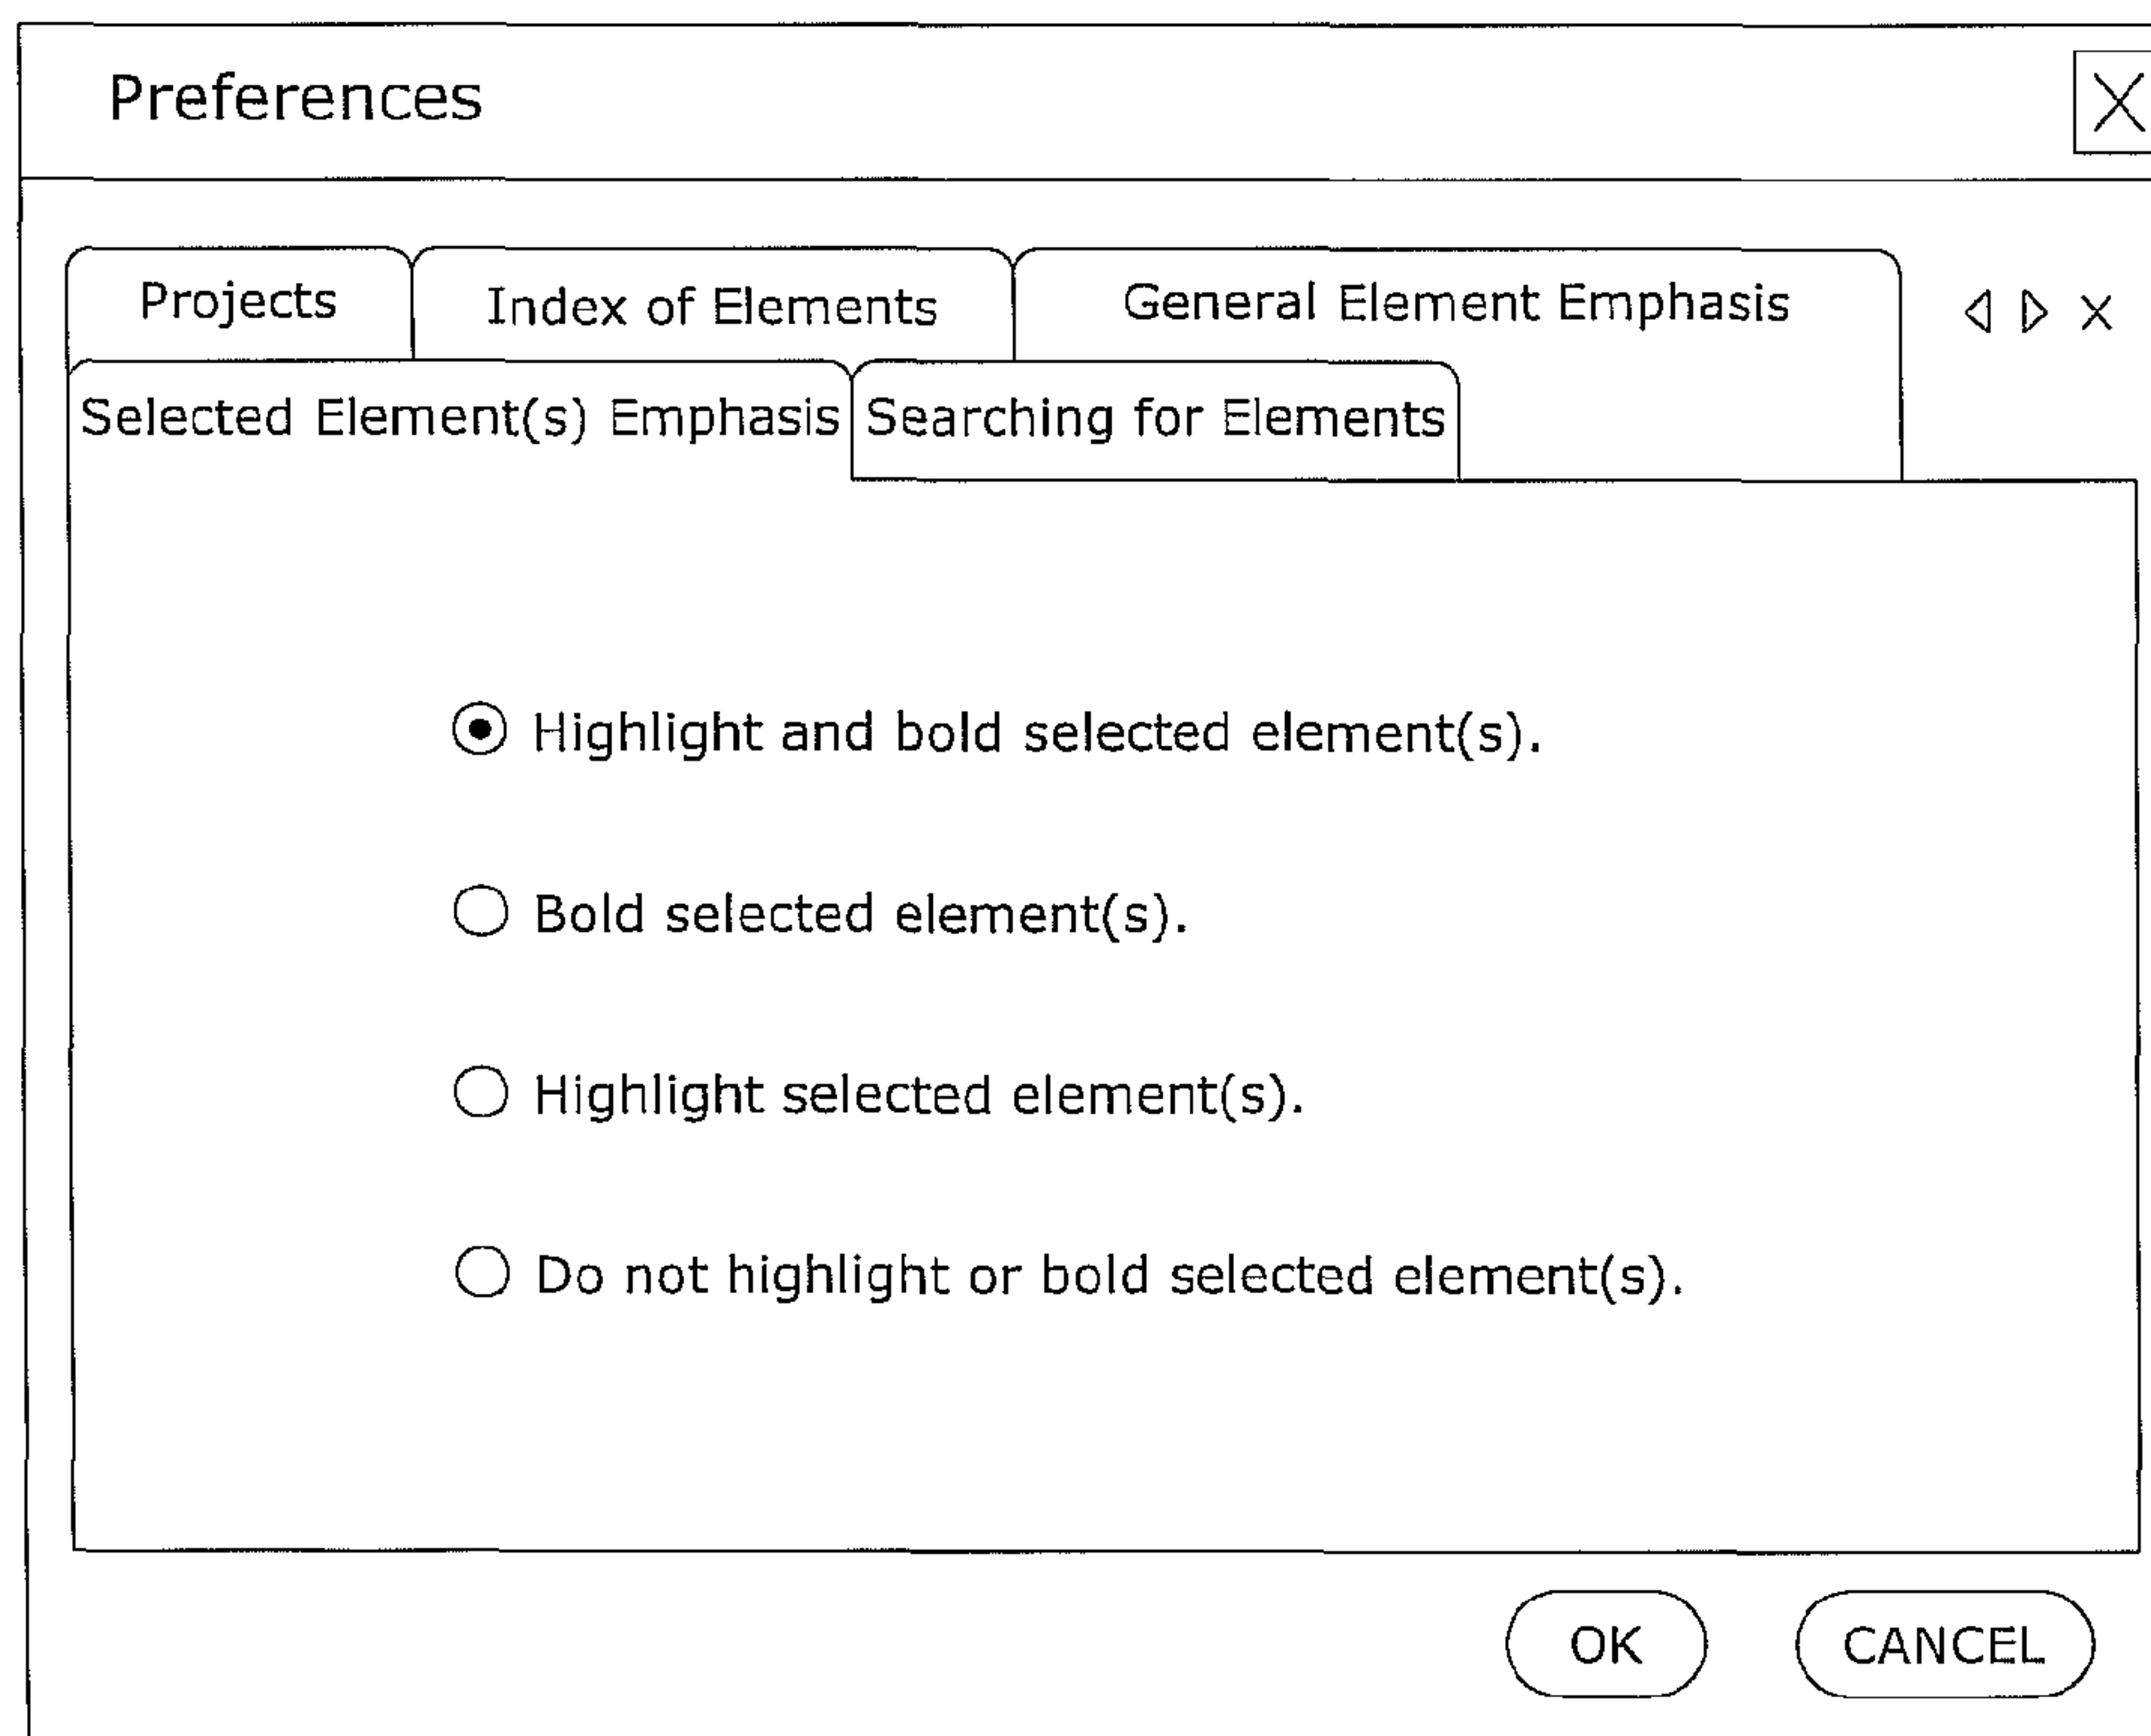 Preferences
Projects Index of Elements General Element Emphasis
Selected Element(s) Emphasis Searching for Elements
Highlight and bold selected element(s).
Bold selected element(s).
Highlight selected element(s).
Do not highlight or bold selected element(s).
OK CANCEL